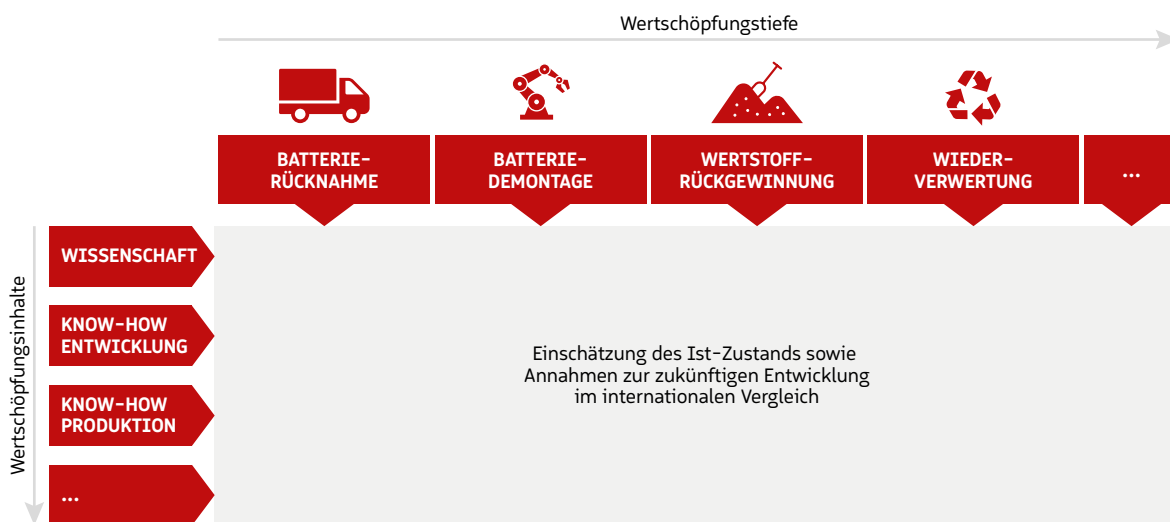 Wertschöpfungstiefe
BATTERIE-
RÜCKNAHME
BATTERIE-
DEMONTAGE
WERTSTOFF-
RÜCKGEWINNUNG
WIEDER-
VERWERTUNG
...
Wertschöpfungsinhalte
WISSENSCHAFT
KNOW-HOW
ENTWICKLUNG
KNOW-HOW
PRODUKTION
...
Einschätzung des Ist-Zustands sowie
Annahmen zur zukünftigen Entwicklung
im internationalen Vergleich